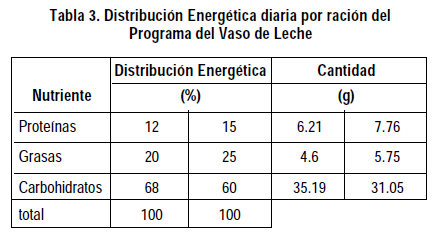 Tabla 3. Distribución Energética diaria por ración del
Programa del Vaso de Leche
Distribución Energética Cantidad
Nutriente (%) (g)
Proteínas 12 15 6.21 7.76
Grasas 20 25 4.6 5.75
Carbohidratos 68 60 35.19 31.05
total 100 100